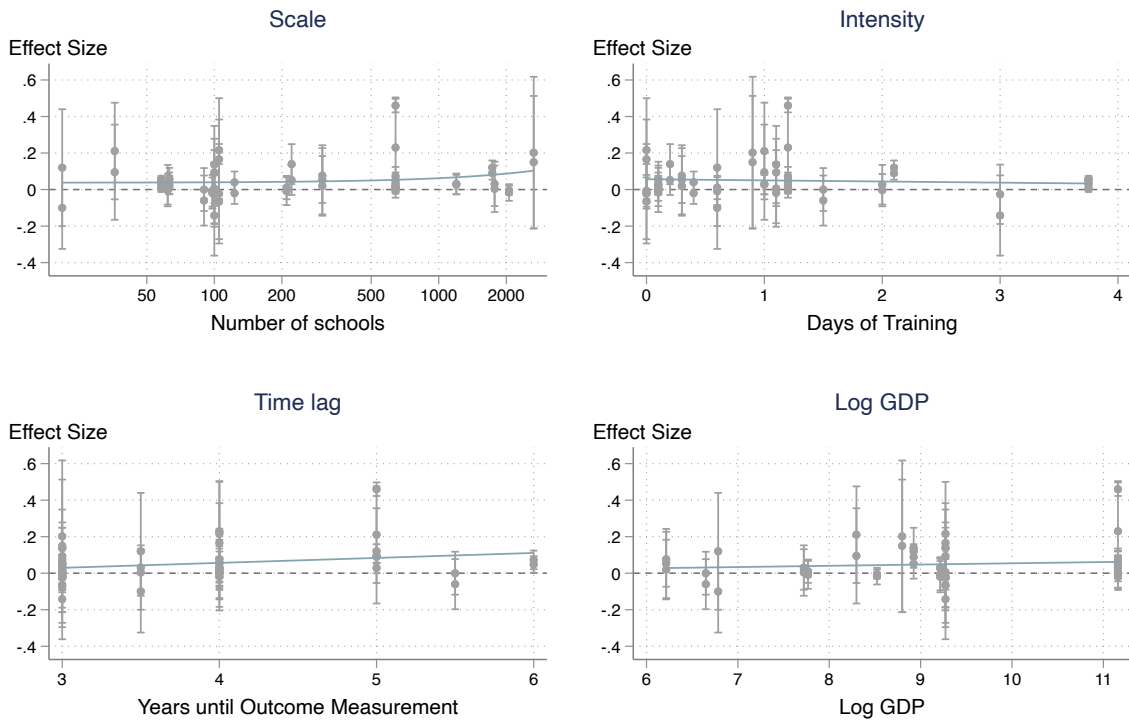 Scale
Effect Size
.6
.4
.2
0
-.2
-.4
50 100 200 500 1000 2000
Number of schools
Intensity
Effect Size
.6
.4
.2
0
-.2
-.4
0 1 2 3 4
Days of Training
Time lag
Effect Size
.6
.4
.2
0
-.2
-.4
3 4 5 6
Years until Outcome Measurement
Log GDP
Effect Size
.6
.4
.2
0
-.2
-.4
6 7 8 9 10 11
Log GDP